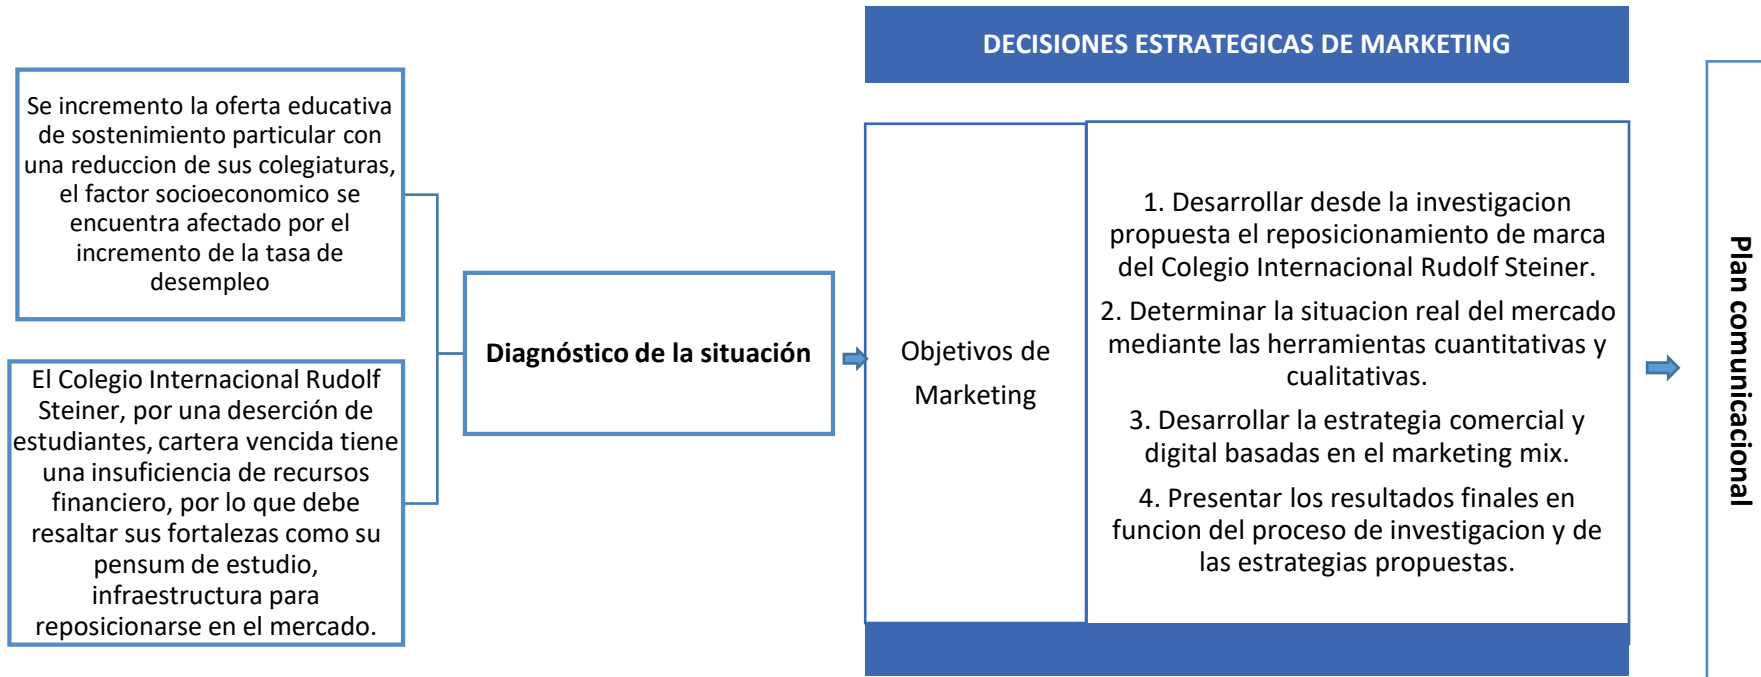 DECISIONES ESTRATEGICAS DE MARKETING
Se incremento la oferta educativa
de sostenimiento particular con
una reduccion de sus colegiaturas,
el factor socioeconomico se
encuentra afectado por el
incremento de la tasa de
desempleo
El Colegio Internacional Rudolf
Steiner, por una deserción de
estudiantes, cartera vencida tiene
una insuficiencia de recursos
financiero, por lo que debe
resaltar sus fortalezas como su
pensum de estudio,
infraestructura para
reposicionarse en el mercado.
Diagnóstico de la situación
Objetivos de
Marketing
1. Desarrollar desde la investigacion
propuesta el reposicionamiento de marca
del Colegio Internacional Rudolf Steiner.
2. Determinar la situacion real del mercado
mediante las herramientas cuantitativas y
cualitativas.
3. Desarrollar la estrategia comercial y
digital basadas en el marketing mix.
4. Presentar los resultados finales en
funcion del proceso de investigacion y de
las estrategias propuestas.
Plan comunicacional